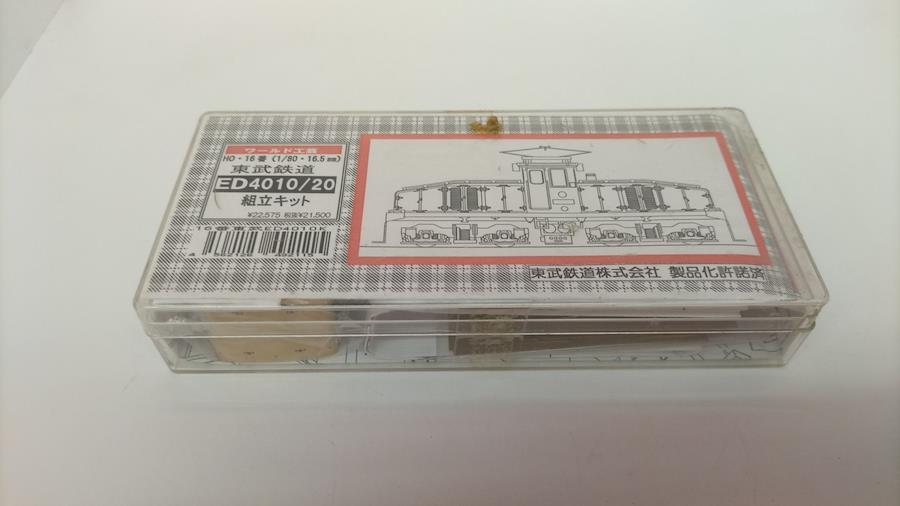 ワールド工芸
HO・16番 (1/80・16.5㎜)
東武鉄道
ED4010/20
組立キット
¥22,575 税抜¥21,500
16番東武ED4010K
東武鉄道株式会社 製品化許諾済